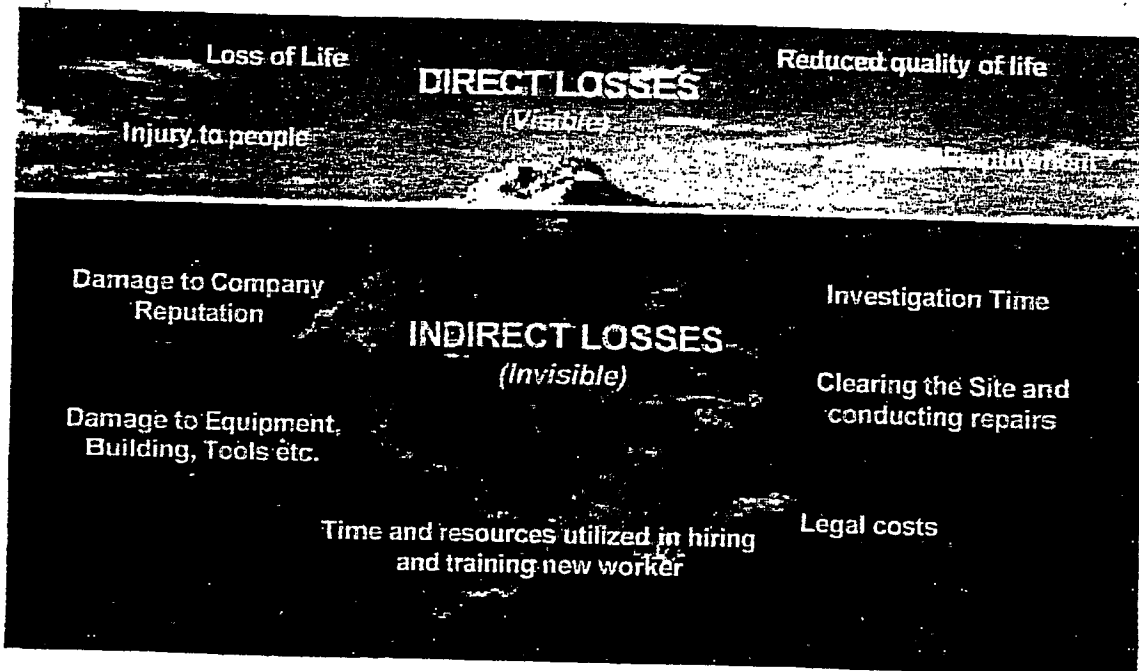 Loss of Life
Reduced quality of life
DIRECT LOSSES
(Visible)
Injury to people
INDIRECT LOSSES
(Invisible)
Damage to Company
Reputation
Investigation Time
Clearing the Site and
conducting repairs
Damage to Equipment,
Building, Tools etc.
Time and resources utilized in hiring
and training new worker
Legal costs